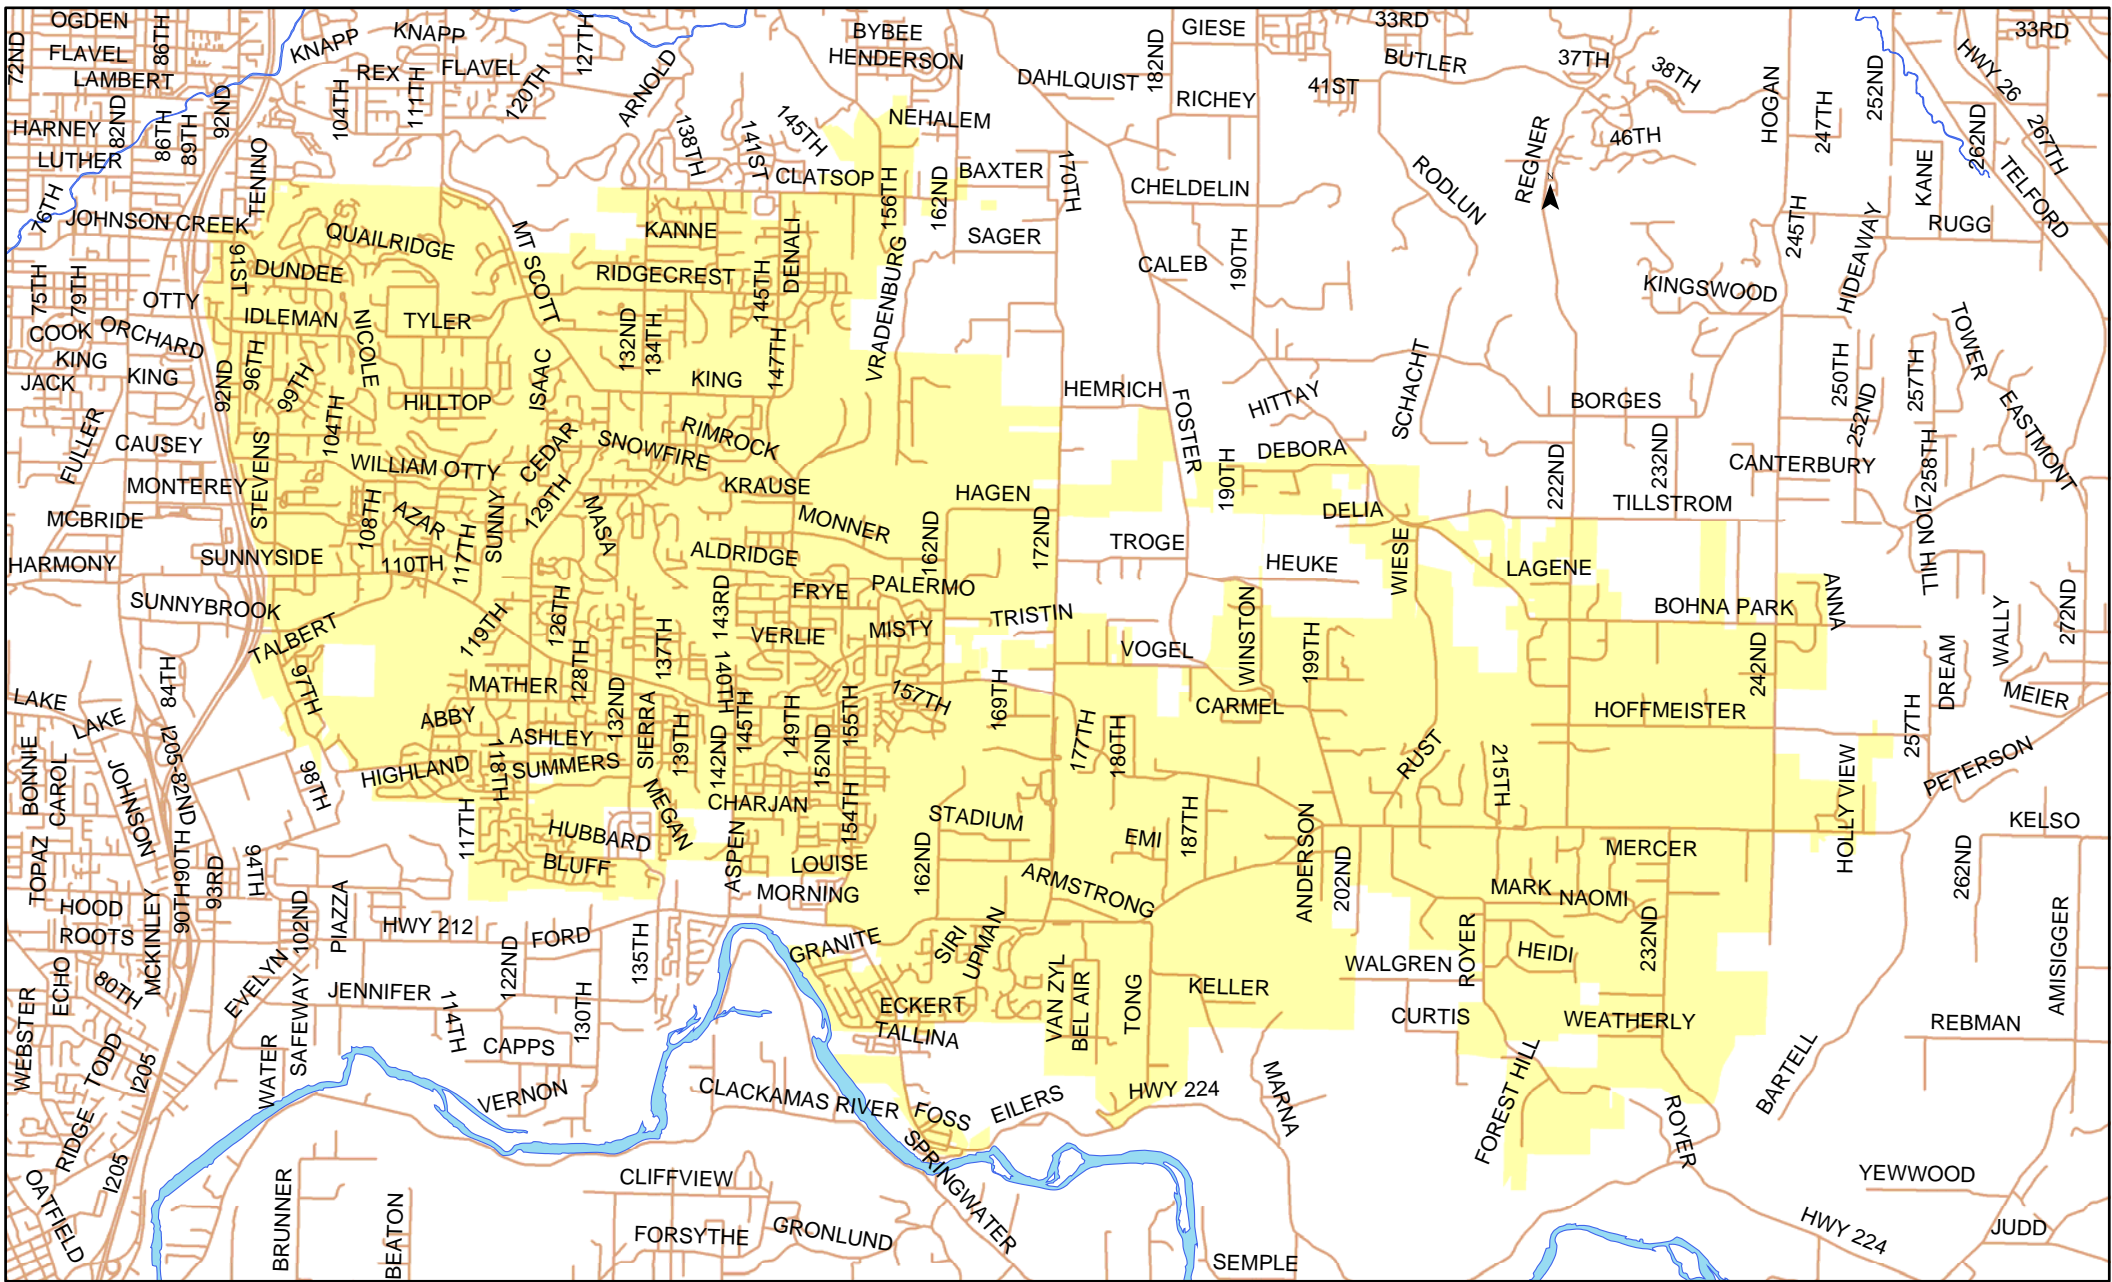 OGDEN
86TH
KNAPP
KNAPP
127TH
BYBEE
182ND
GIESE
33RD
33RD
72ND
FLAVEL
LAMBERT
REX
FLAVEL
HENDERSON
DAHLQUIST
BUTLER
37TH
38TH
HWY 26
41ST
RICHEY
HOGAN
252ND
82ND
92ND
104TH
111TH
120TH
ARNOLD
145TH
NEHALEM
247TH
262ND
267TH
HARNEY
86TH
89TH
138TH
141ST
46TH
REGNER
LUTHER
TENINO
CLATSOP
BAXTER
170TH
CHELDELIN
RODLUN
KANE
TELFORD
76TH
JOHNSON CREEK
QUAILRIDGE
KANNE
156TH
162ND
SAGER
z
245TH
RUGG
MT SCOTT
DENALI
190TH
HIDEAWAY
91ST
DUNDEE
RIDGECREST
145TH
VRADENBURG
CALEB
KINGSWOOD
75TH
79TH
OTTY
IDLEMAN
NICOLE
TYLER
132ND
134TH
147TH
TOWER
COOK
ORCHARD
KING
JACK
KING
92ND
96TH
99TH
ISAAC
KING
HEMRICH
FOSTER
HITTAY
SCHACHT
BORGES
250TH
252ND
257TH
EASTMONT
HILLTOP
104TH
FULLER
CAUSEY
STEVENS
WILLIAM OTTY
CEDAR
SNOWFIRE
RIMROCK
190TH
DEBORA
222ND
232ND
CANTERBURY
258TH
MONTEREY
108TH
AZAR
SUNNY
129TH
MASA
KRAUSE
HAGEN
DELIA
TILLSTROM
ZION HILL
MCBRIDE
117TH
MONNER
162ND
172ND
TROGE
HEUKE
WIESE
HARMONY
SUNNYSIDE
110TH
ALDRIDGE
LAGENE
ANNA
SUNNYBROOK
TALBERT
119TH
126TH
143RD
FRYE
PALERMO
TRISTIN
WINSTON
BOHNA PARK
WALLY
272ND
VERLIE
MISTY
VOGEL
199TH
242ND
DREAM
84TH
97TH
128TH
137TH
140TH
MATHER
132ND
SIERRA
157TH
169TH
CARMEL
HOFFMEISTER
MEIER
LAKE
LAKE
ABBY
ASHLEY
139TH
142ND
145TH
149TH
152ND
155TH
177TH
180TH
RUST
215TH
257TH
PETERSON
BONNIE
CAROL
JOHNSON
I205-82ND
98TH
HIGHLAND
118TH
SUMMERS
MEGAN
CHARJAN
154TH
STADIUM
HOLLY VIEW
KELSO
117TH
HUBBARD
BLUFF
ASPEN
LOUISE
162ND
EMI
187TH
ANDERSON
202ND
MERCER
262ND
TOPAZ
90TH
90TH
93RD
94TH
MORNING
ARMSTRONG
MARK
NAOMI
HOOD
ROOTS
MCKINLEY
102ND
PIAZZA
HWY 212
FORD
135TH
GRANITE
SIRI
UPMAN
ROYER
HEIDI
232ND
AMISIGGER
ECHO
80TH
EVELYN
122ND
VAN ZYL
BEL AIR
TONG
KELLER
WALGREN
WEBSTER
SAFEWAY
JENNIFER
114TH
130TH
ECKERT
TALLINA
CURTIS
WEATHERLY
REBMAN
TODD
WATER
CAPPS
FOREST HILL
BARTELL
I205
VERNON
CLACKAMAS RIVER
FOSS
EILERS
HWY 224
MARNA
ROYER
RIDGE
I205
SPRINGWATER
OATFIELD
BRUNNER
BEATON
CLIFFVIEW
YEWWOOD
FORSYTHE
GRONLUND
SEMPLE
HWY 224
JUDD